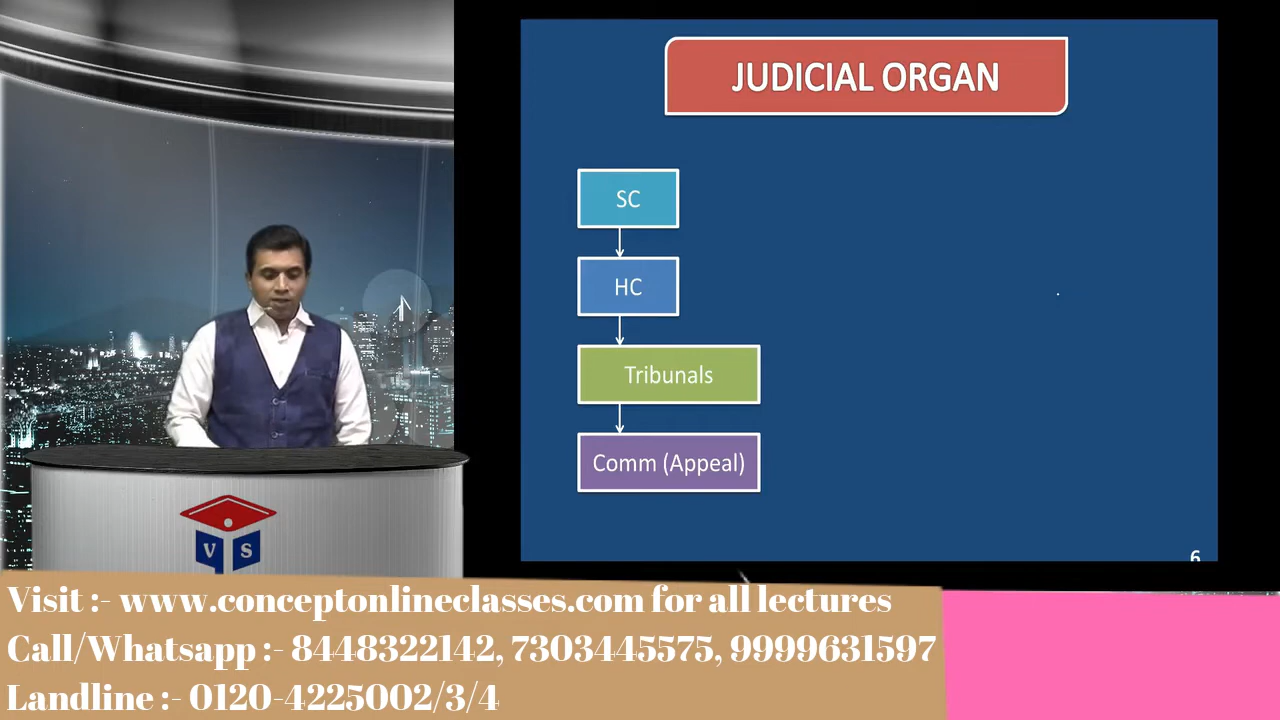 JUDICIAL ORGAN
SC
HC
Tribunals
Comm (Appeal)
6
V S
Visit :- www.conceptonlineclasses.com for all lectures
Call/Whatsapp :- 8448322142, 7303445575, 9999631597
Landline :- 0120-4225002/3/4